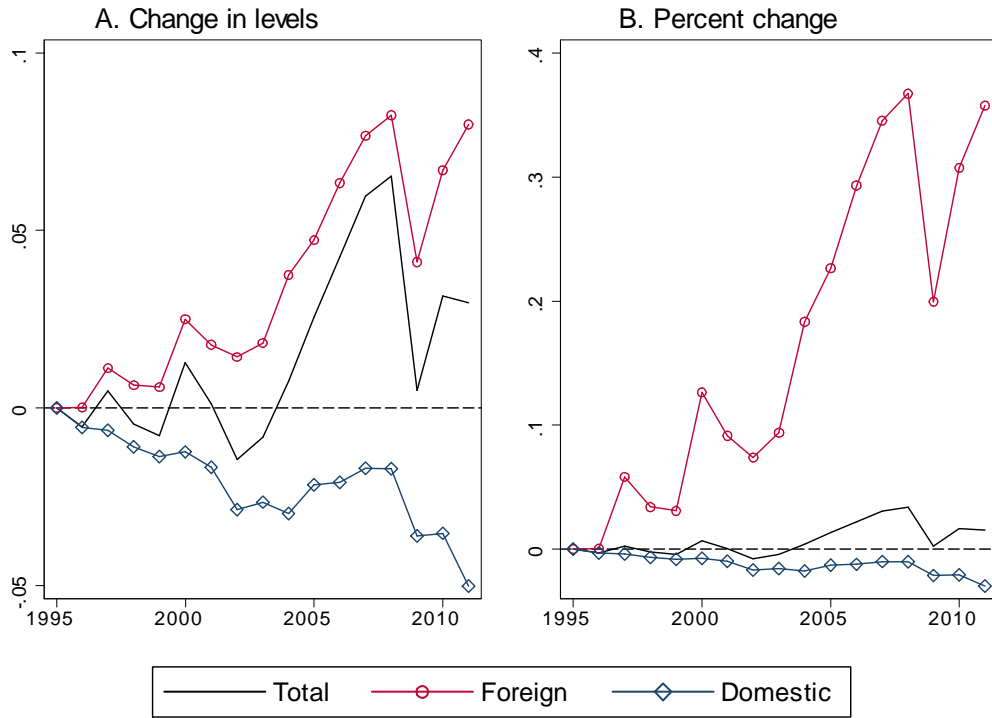 A. Change in levels
B. Percent change
.1
.05
0
-.05
1995 2000 2005 2010
.4
.3
.2
.1
0
1995 2000 2005 2010
Total Foreign Domestic